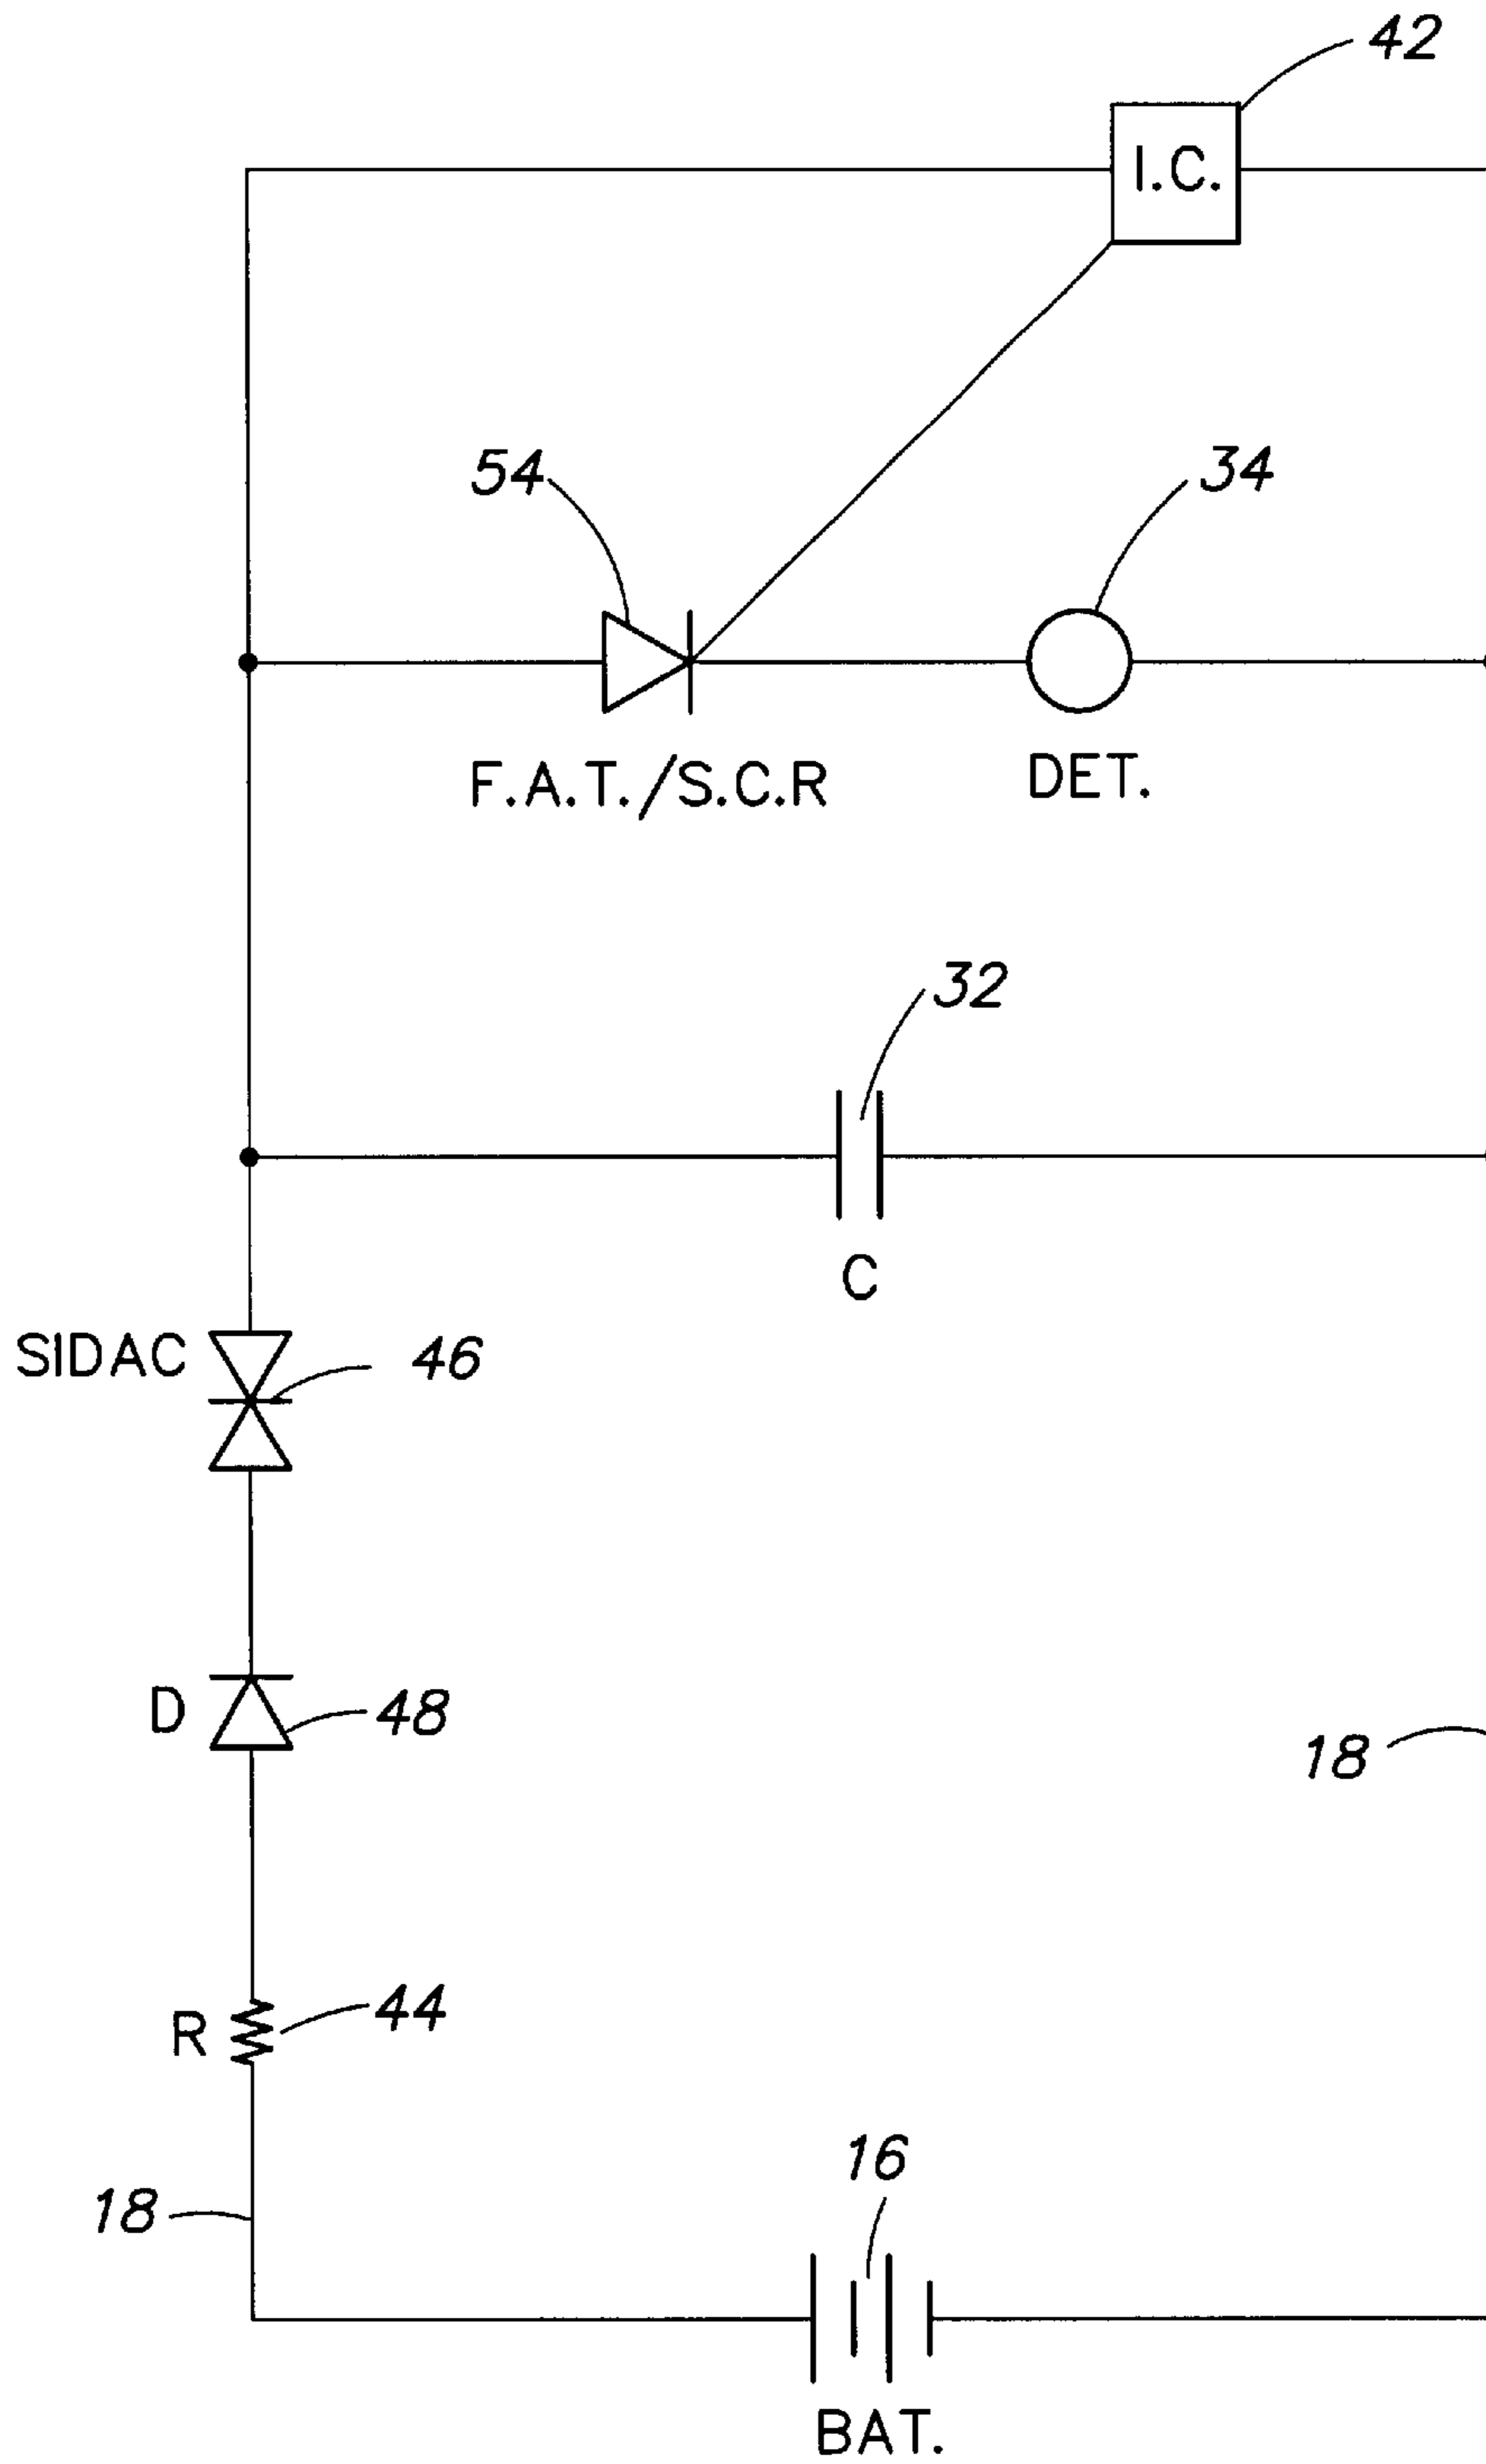 42
I.C.
54
34
F.A.T./S.C.R
DET.
32
C
SIDAC
46
D
48
18
R
44
16
18
BAT.